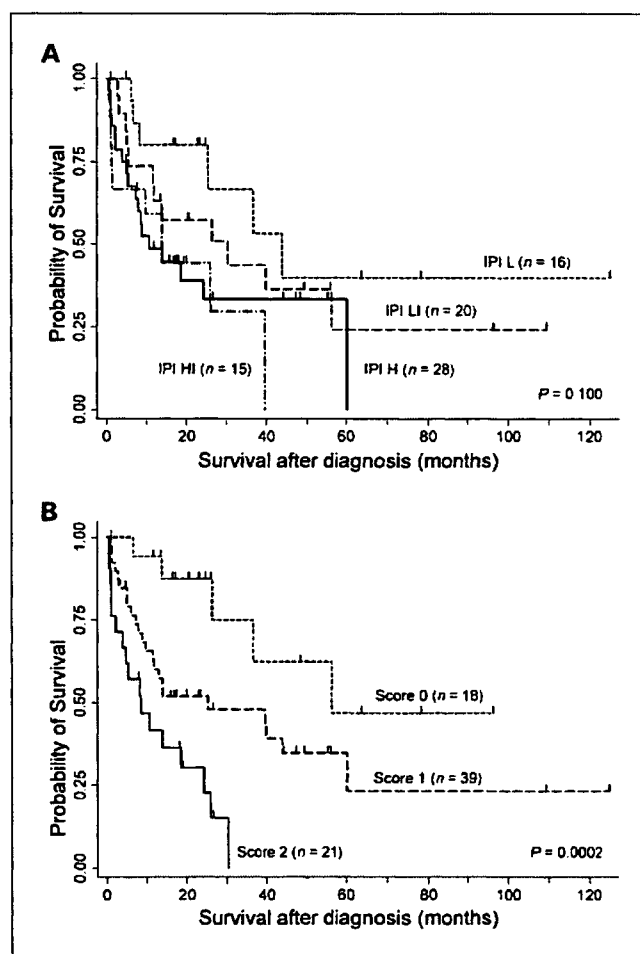 A
Probability of Survival
1.00
0.75
0.50
0.25
0.00
IPI L (n = 16)
IPI LI (n = 20)
IPI HI (n = 15)
IPI H (n = 28)
P = 0 100
0 20 40 60 80 100 120
Survival after diagnosis (months)
B
Probability of Survival
1.00
0.75
0.50
0.25
0.00
Score 0 (n = 18)
Score 1 (n = 39)
Score 2 (n = 21)
P = 0.0002
0 20 40 60 80 100 120
Survival after diagnosis (months)